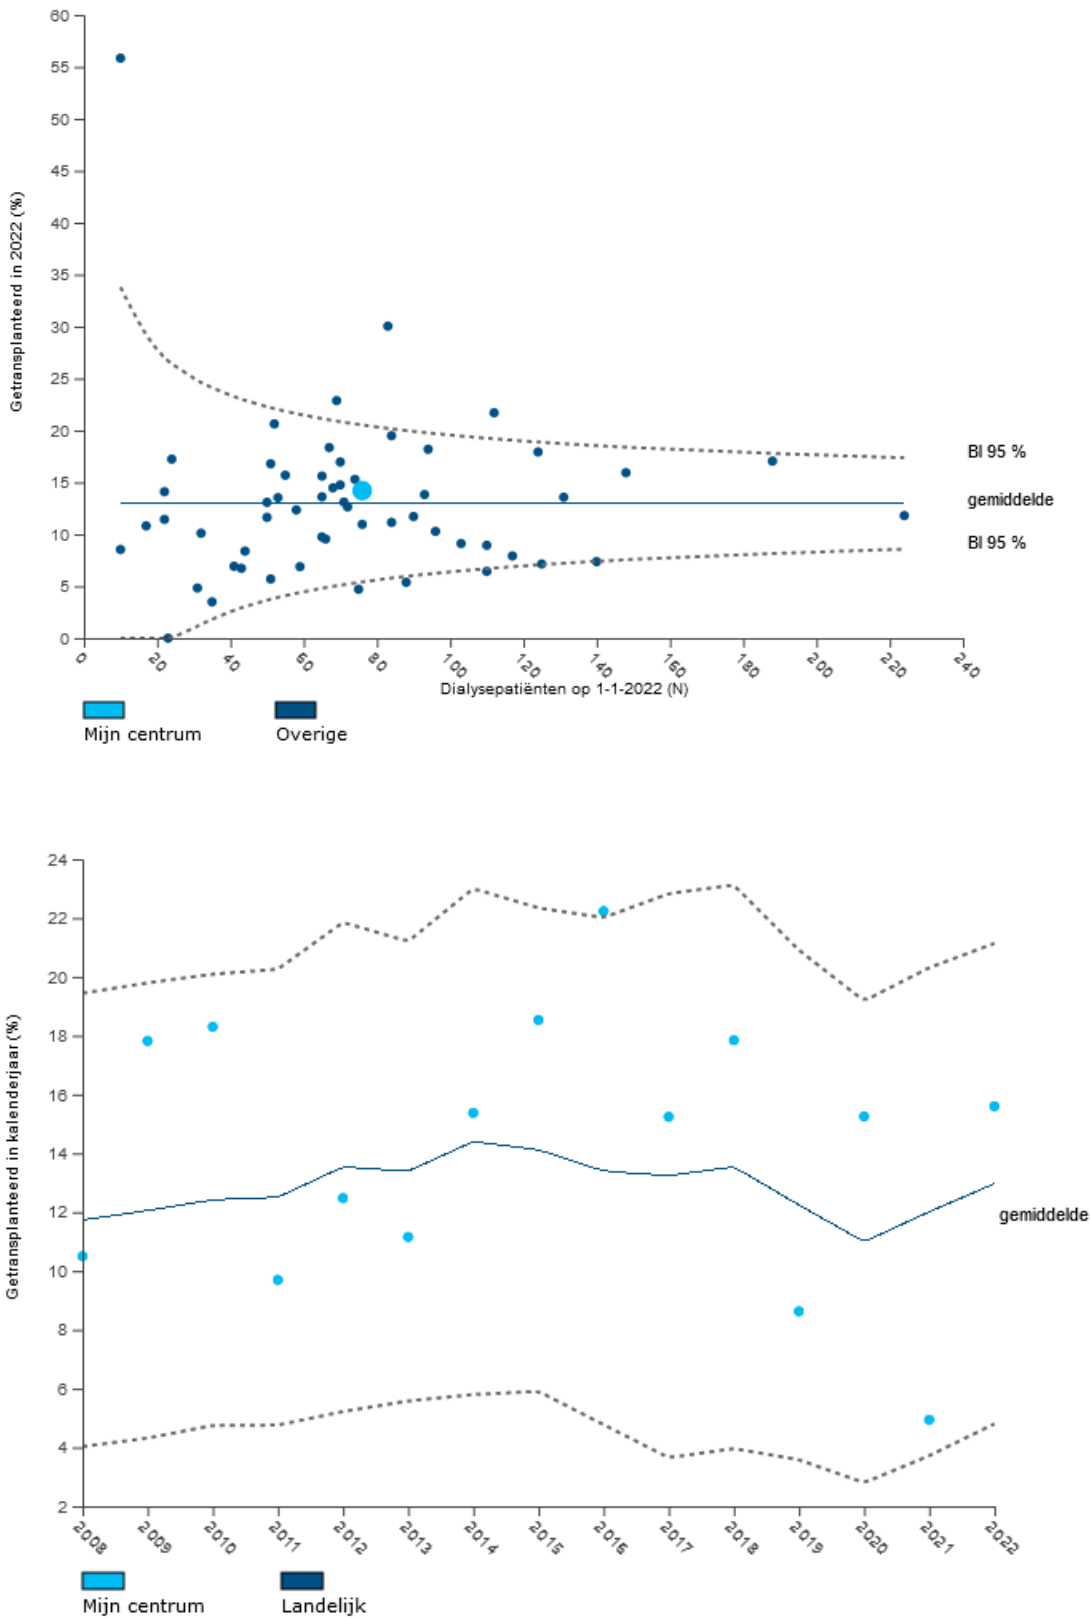 60
55
50
45
40
35
30
25
20
15
10
5
0
Getransplanteerd in 2022 (%)
BI 95 %
gemiddelde
BI 95 %
0 20 40 60 80 100 120 140 160 180 200 220 240
Dialysepatiënten op 1-1-2022 (N)
Mijn centrum Overige
24
22
20
18
16
14
12
10
8
6
4
2
Getransplanteerd in kalenderjaar (%)
gemiddelde
2008 2009 2010 2011 2012 2013 2014 2015 2016 2017 2018 2019 2020 2021 2022
Mijn centrum Landelijk